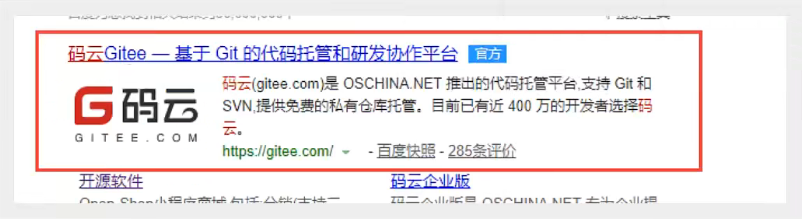 码云Gitee — 基于 Git 的代码托管和研发协作平台 官方
码云
GITEE.COM
码云(gitee.com)是 OSCHINA.NET 推出的代码托管平台,支持 Git 和
SVN,提供免费的私有仓库托管。目前已有近 400 万的开发者选择码
云。
https://gitee.com/ - 百度快照 - 285条评价
开源软件 码云企业版